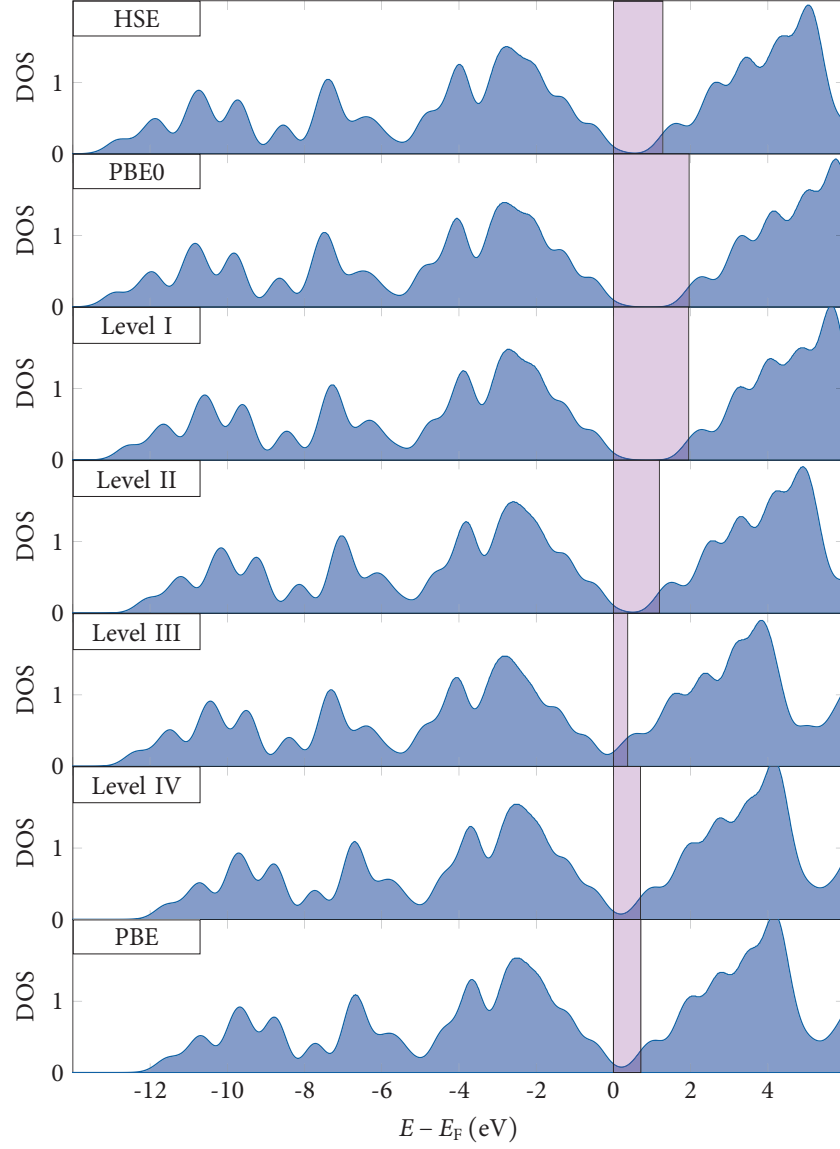 HSE
DOS
1
0
PBE0
DOS
1
0
Level I
DOS
1
0
Level II
DOS
1
0
Level III
DOS
1
0
Level IV
DOS
1
0
PBE
DOS
1
0
-12 -10 -8 -6 -4 -2 0 2 4
E – E_F (eV)